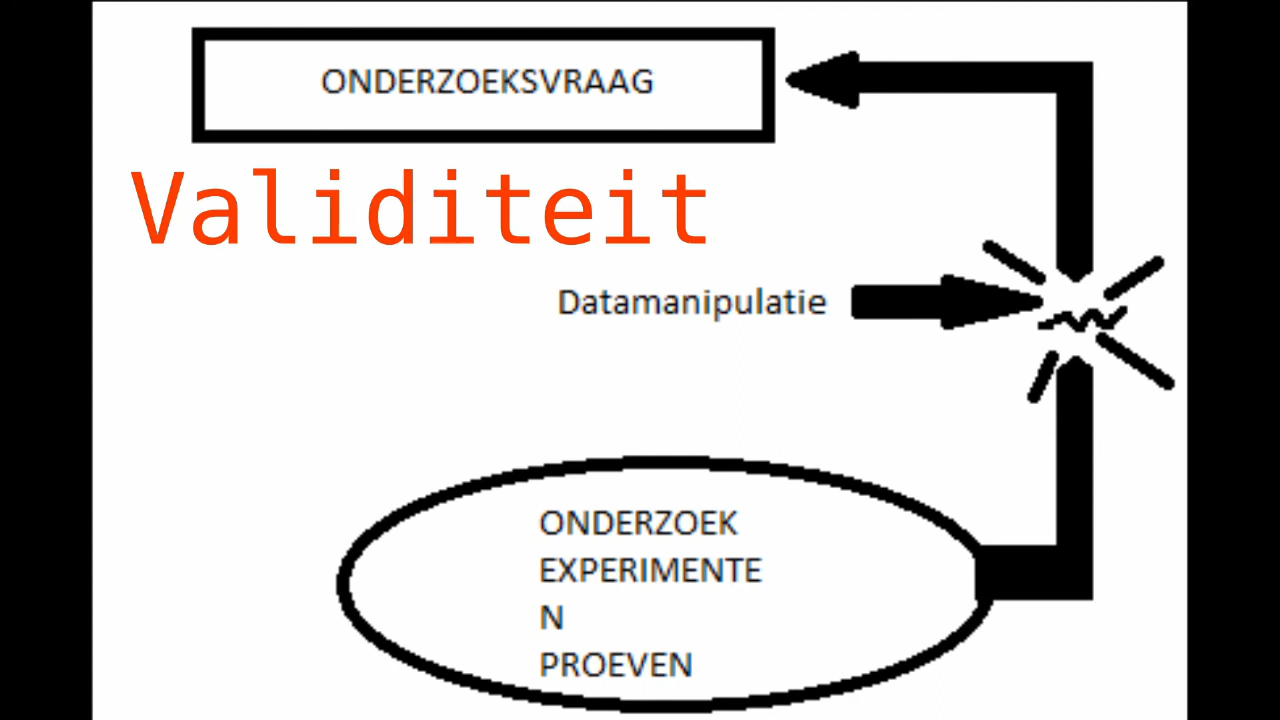 ONDERZOEKSVRAAG
Validiteit
Datamanipulatie
ONDERZOEK
EXPERIMENTE
N
PROEVEN